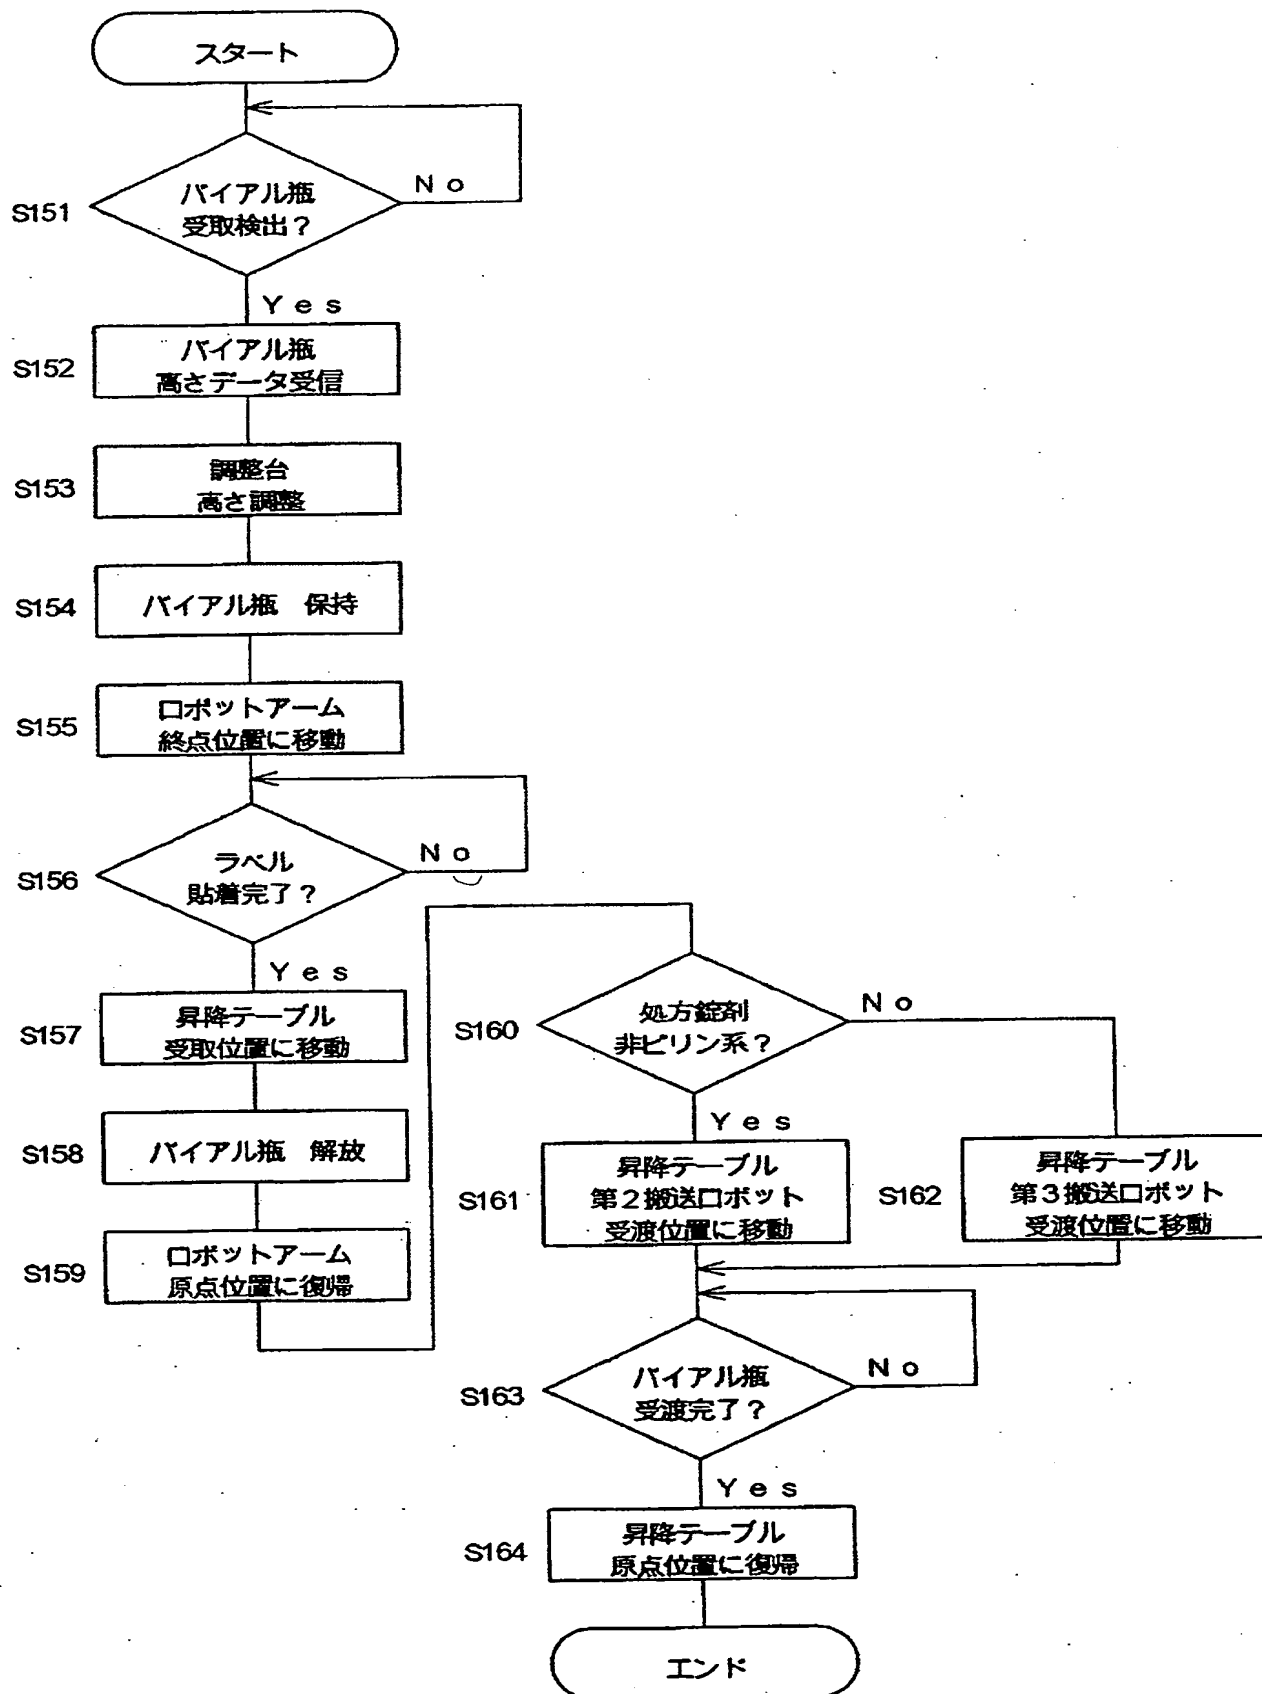 スタート
S151
バイアル瓶
受取検出？
No
Yes
S152
バイアル瓶
高さデータ受信
S153
調整台
高さ調整
S154
バイアル瓶　保持
S155
ロボットアーム
終点位置に移動
S156
ラベル
貼着完了？
No
Yes
S157
昇降テーブル
受取位置に移動
S158
バイアル瓶　解放
S159
ロボットアーム
原点位置に復帰
S160
処方錠剤
非ピリン系？
No
Yes
S161
昇降テーブル
第２搬送ロボット
受渡位置に移動
S162
昇降テーブル
第３搬送ロボット
受渡位置に移動
S163
バイアル瓶
受渡完了？
No
Yes
S164
昇降テーブル
原点位置に復帰
エンド